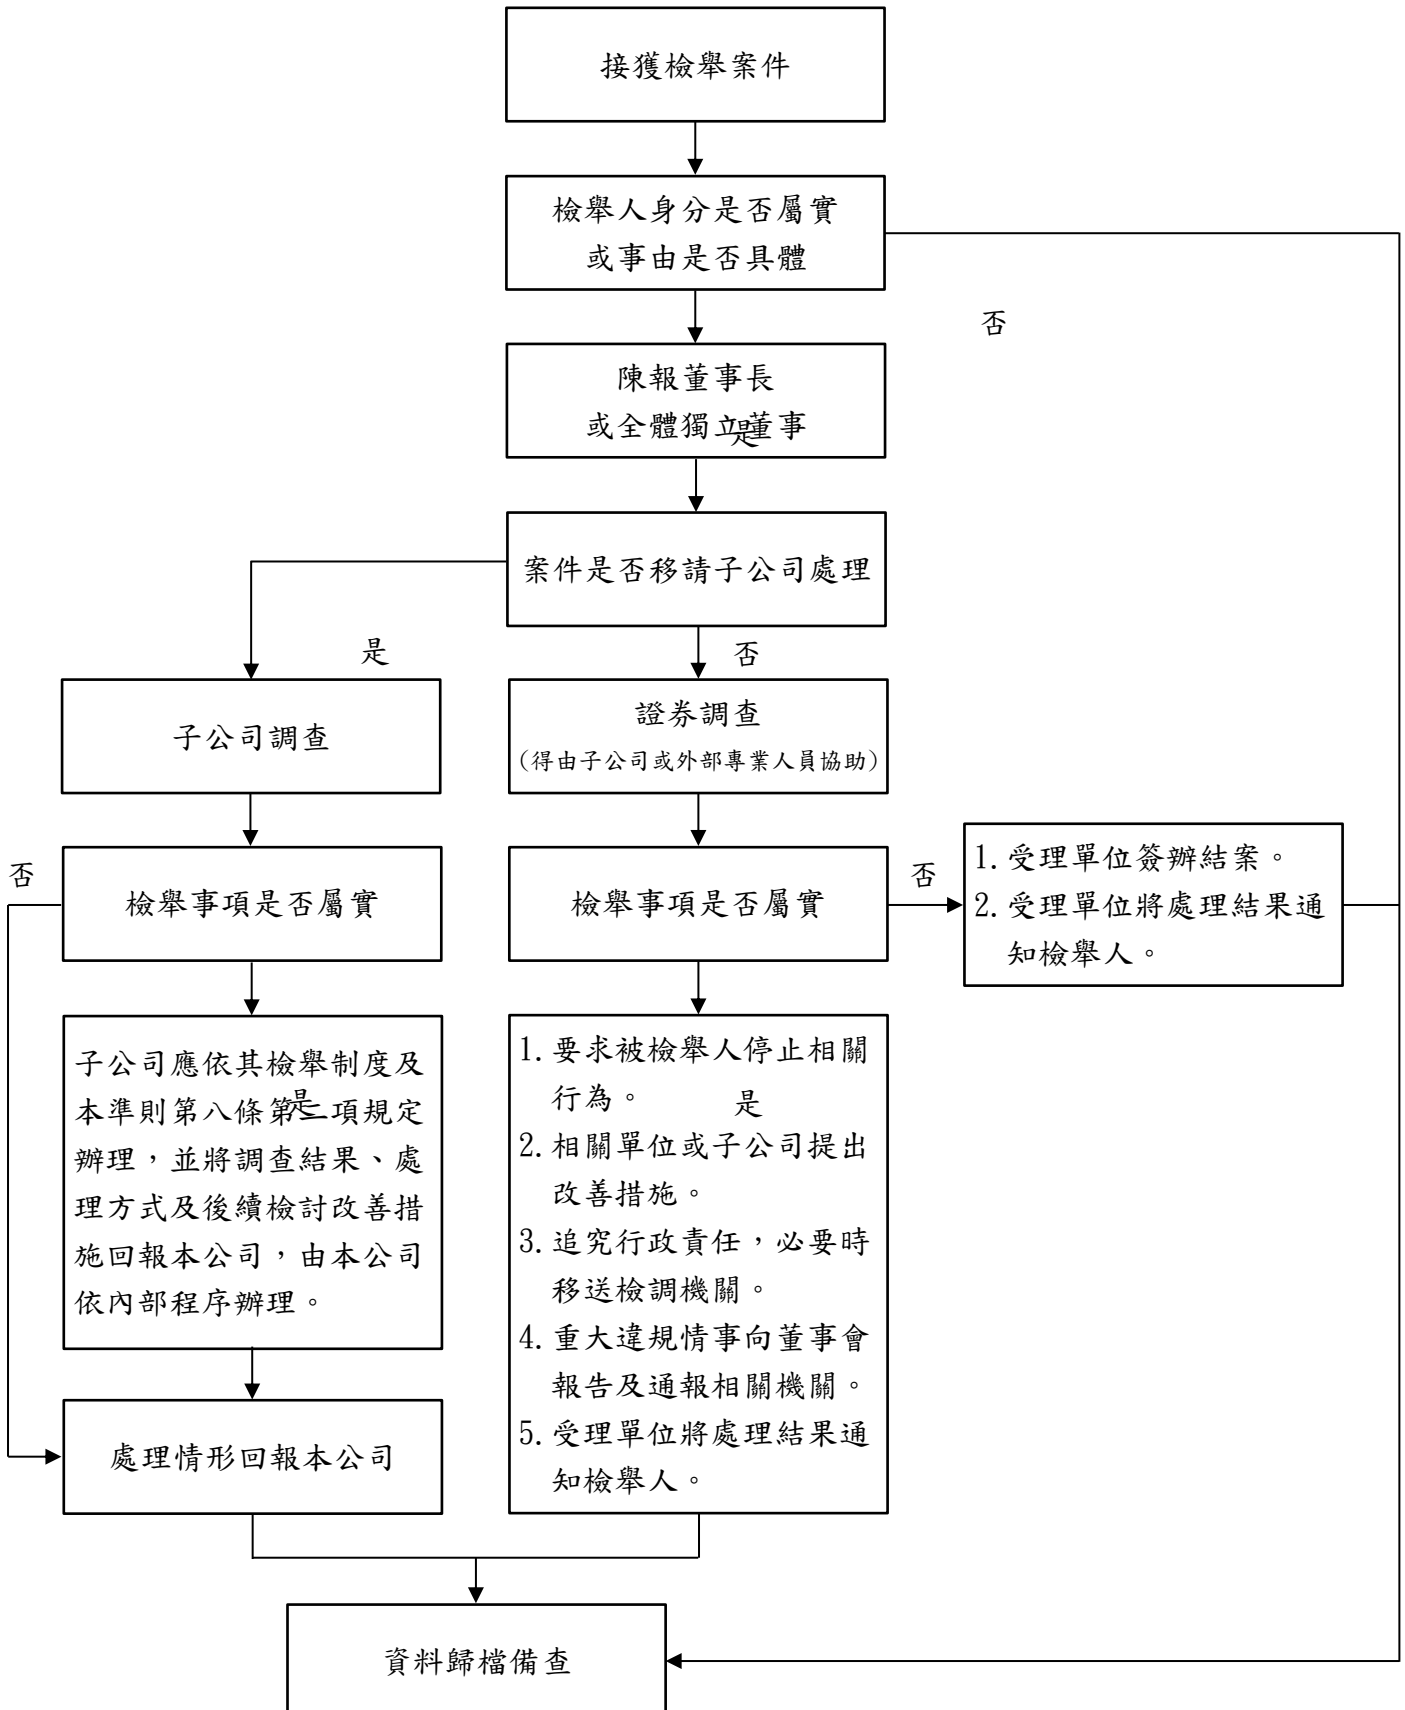 接獲檢舉案件
檢舉人身分是否屬實
或事由是否具體
否
陳報董事長
或全體獨立董事
是
案件是否移請子公司處理
是
否
子公司調查
證券調查
(得由子公司或外部專業人員協助)
否
檢舉事項是否屬實
檢舉事項是否屬實
否
1. 受理單位簽辦結案。
2. 受理單位將處理結果通
知檢舉人。
子公司應依其檢舉制度及
本準則第八條第二項規定
是
辦理,並將調查結果、處
理方式及後續檢討改善措
施回報本公司,由本公司
依內部程序辦理。
1. 要求被檢舉人停止相關
行為。
是
2. 相關單位或子公司提出
改善措施。
3. 追究行政責任,必要時
移送檢調機關。
4. 重大違規情事向董事會
報告及通報相關機關。
5. 受理單位將處理結果通
知檢舉人。
處理情形回報本公司
資料歸檔備查